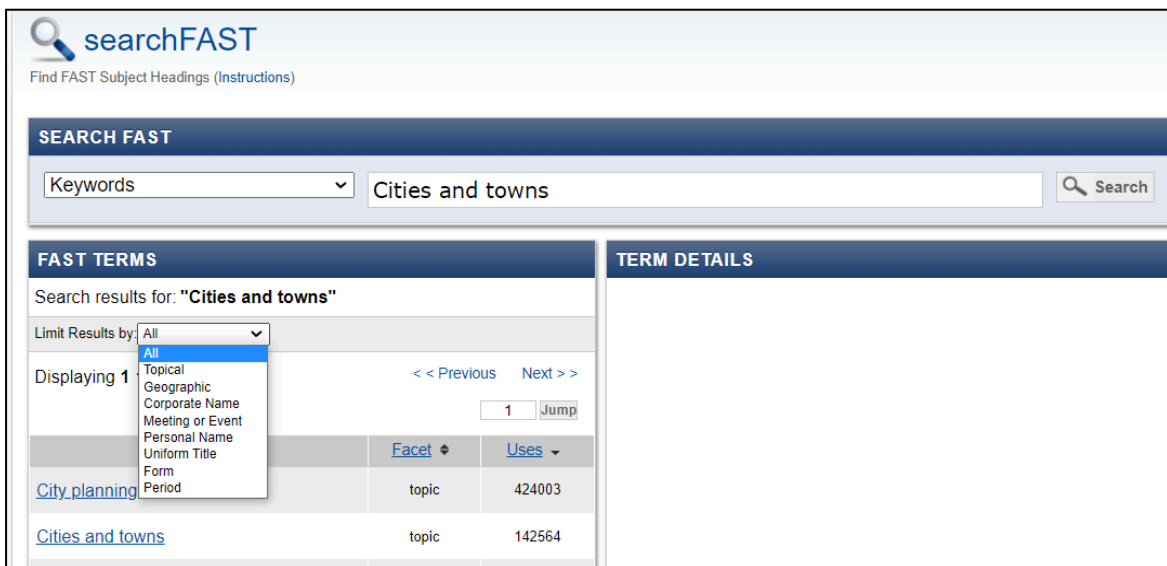 searchFAST
Find FAST Subject Headings (Instructions)
SEARCH FAST
Keywords
Cities and towns
Search
FAST TERMS
Search results for: "Cities and towns"
Limit Results by: All
All
Topical
Geographic
Corporate Name
Meeting or Event
Personal Name
Uniform Title
Form
Period
Displaying 1
< < Previous Next > >
1 Jump
Facet Uses
City planning topic 424003
Cities and towns topic 142564
TERM DETAILS